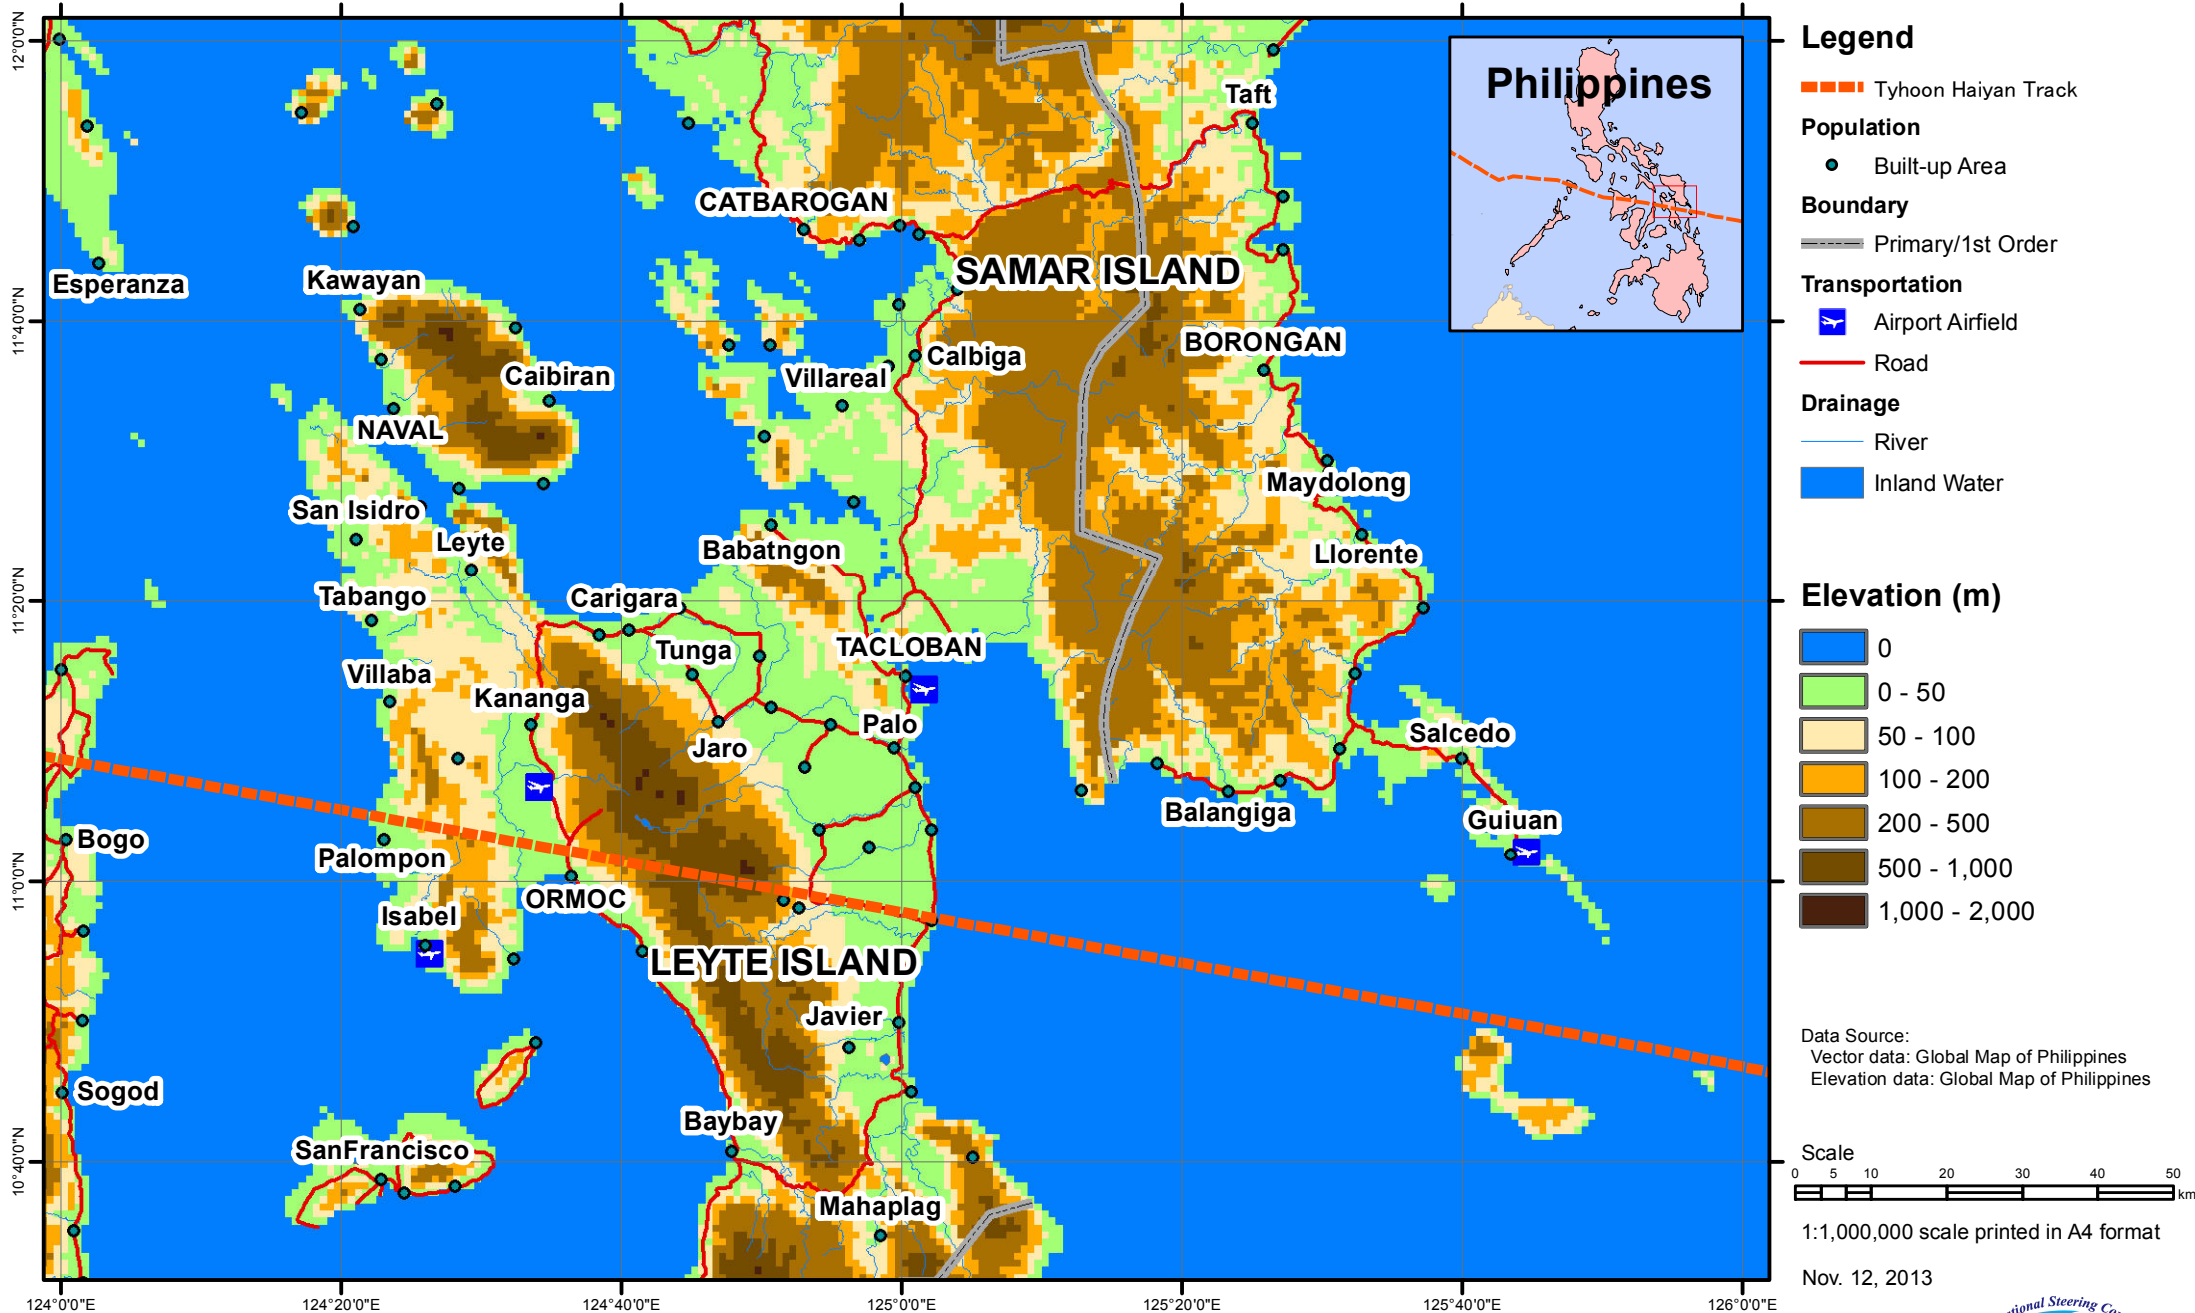 Legend
Tyhoon Haiyan Track
Population
Built-up Area
Boundary
Primary/1st Order
Transportation
Airport Airfield
Road
Drainage
River
Inland Water
Elevation (m)
0
0 - 50
50 - 100
100 - 200
200 - 500
500 - 1,000
1,000 - 2,000
Data Source:
Vector data: Global Map of Philippines
Elevation data: Global Map of Philippines
Scale
0 5 10 20 30 40 50
km
1:1,000,000 scale printed in A4 format
Nov. 12, 2013
Philippines
Taft
CATBAROGAN
SAMAR ISLAND
Esperanza
Kawayan
BORONGAN
Calbiga
Villareal
Caibiran
NAVAL
Maydolong
San Isidro
Leyte
Babatngon
Llorente
Tabango
Carigara
Tunga
TACLOBAN
Villaba
Kananga
Palo
Jaro
Salcedo
Balangiga
Guiuan
Bogo
Palompon
ORMOC
Isabel
LEYTE ISLAND
Javier
Sogod
Baybay
SanFrancisco
Mahaplag
12°0'0"N
11°40'0"N
11°20'0"N
11°0'0"N
10°40'0"N
124°0'0"E
124°20'0"E
124°40'0"E
125°0'0"E
125°20'0"E
125°40'0"E
126°0'0"E